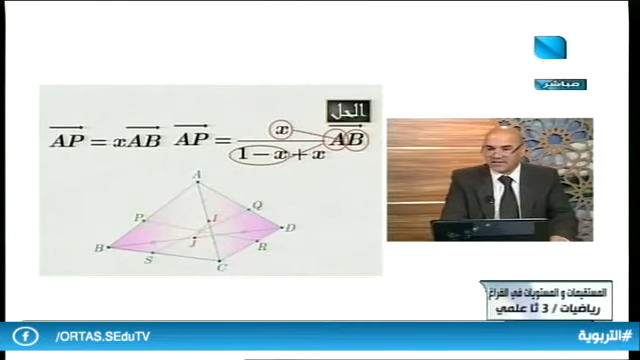 مباشر
الحل
AP = xAB AP = x / 1 - x + x AB
A
P
I
Q
B
J
D
S
R
C
المستقيمات و المستويات في الفراغ
رياضيات / 3 ثا علمي
/ORTAS.SEduTV
#التربوية